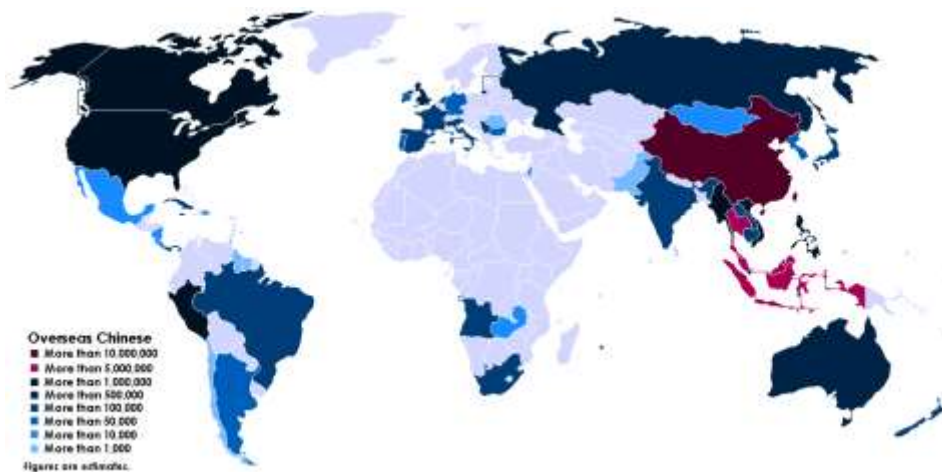 Overseas Chinese
More than 10,000,000
More than 5,000,000
More than 1,000,000
More than 500,000
More than 100,000
More than 50,000
More than 10,000
More than 1,000
Figures are estimates.